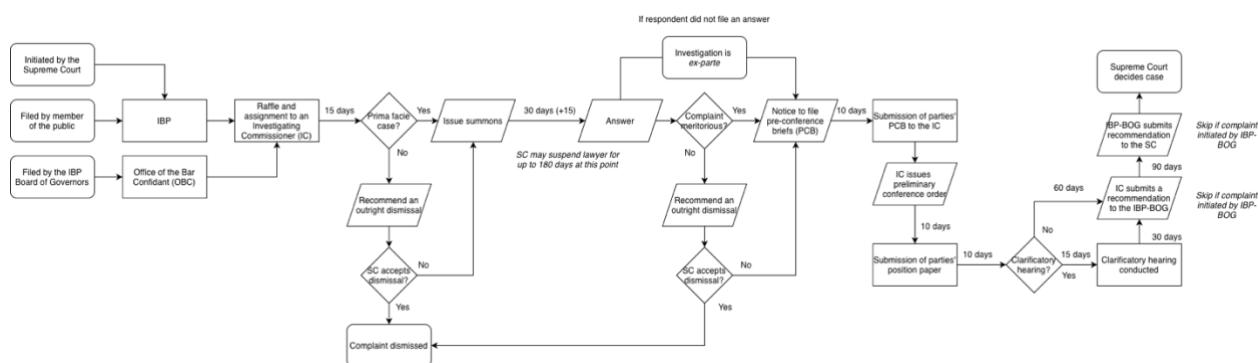 If respondent did not file an answer
Initiated by the
Supreme Court
Investigation is
ex-parte
Supreme Court
decides case
Filed by member
of the public
IBP
Raffle and
assignment to an
Investigating
Commissioner (IC)
15 days
Prima facie
case?
Yes
Issue summons
30 days (+15)
Answer
Complaint
meritorious?
Yes
Notice to file
pre-conference
briefs (PCB)
10 days
Submission of parties'
PCB to the IC
IBP-BOG submits
recommendation
to the SC
Skip if complaint
initiated by IBP-
BOG
No
SC may suspend lawyer for
up to 180 days at this point
No
90 days
Filed by the IBP
Board of Governors
Office of the Bar
Confidant (OBC)
Recommend an
outright dismissal
Recommend an
outright dismissal
IC issues
preliminary
conference order
60 days
IC submits a
recommendation
to the IBP-BOG
Skip if complaint
initiated by IBP-
BOG
No
10 days
30 days
SC accepts
dismissal?
No
SC accepts
dismissal?
No
Submission of parties'
position paper
10 days
Clarificatory
hearing?
15 days
Yes
Clarificatory hearing
conducted
Yes
Yes
Complaint dismissed